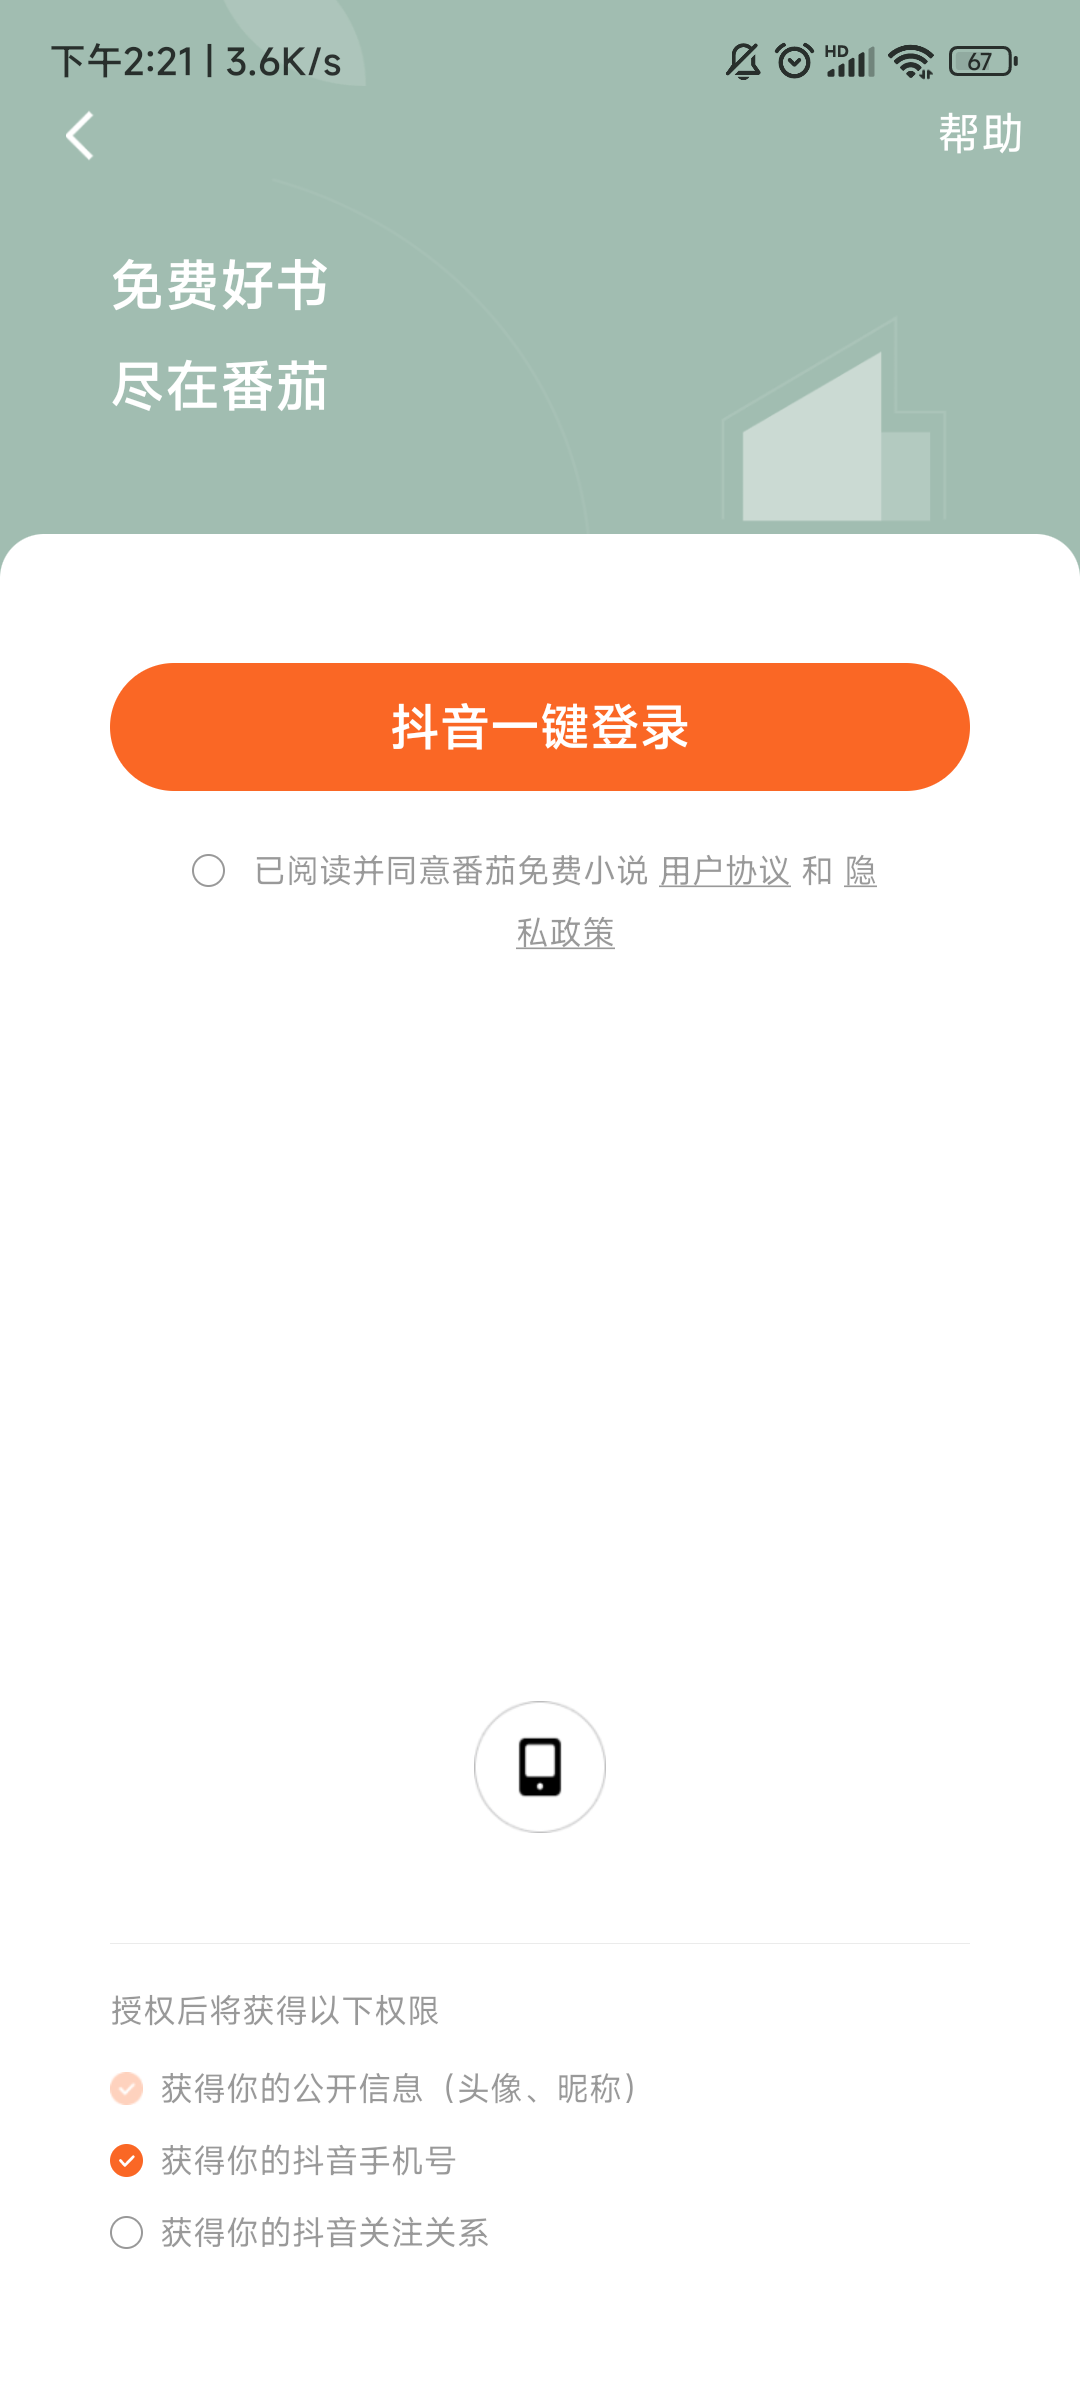 下午2:21 | 3.6K/s HD 67
帮助
免费好书
尽在番茄
抖音一键登录
已阅读并同意番茄免费小说 用户协议 和 隐
私政策
授权后将获得以下权限
获得你的公开信息（头像、昵称）
获得你的抖音手机号
获得你的抖音关注关系